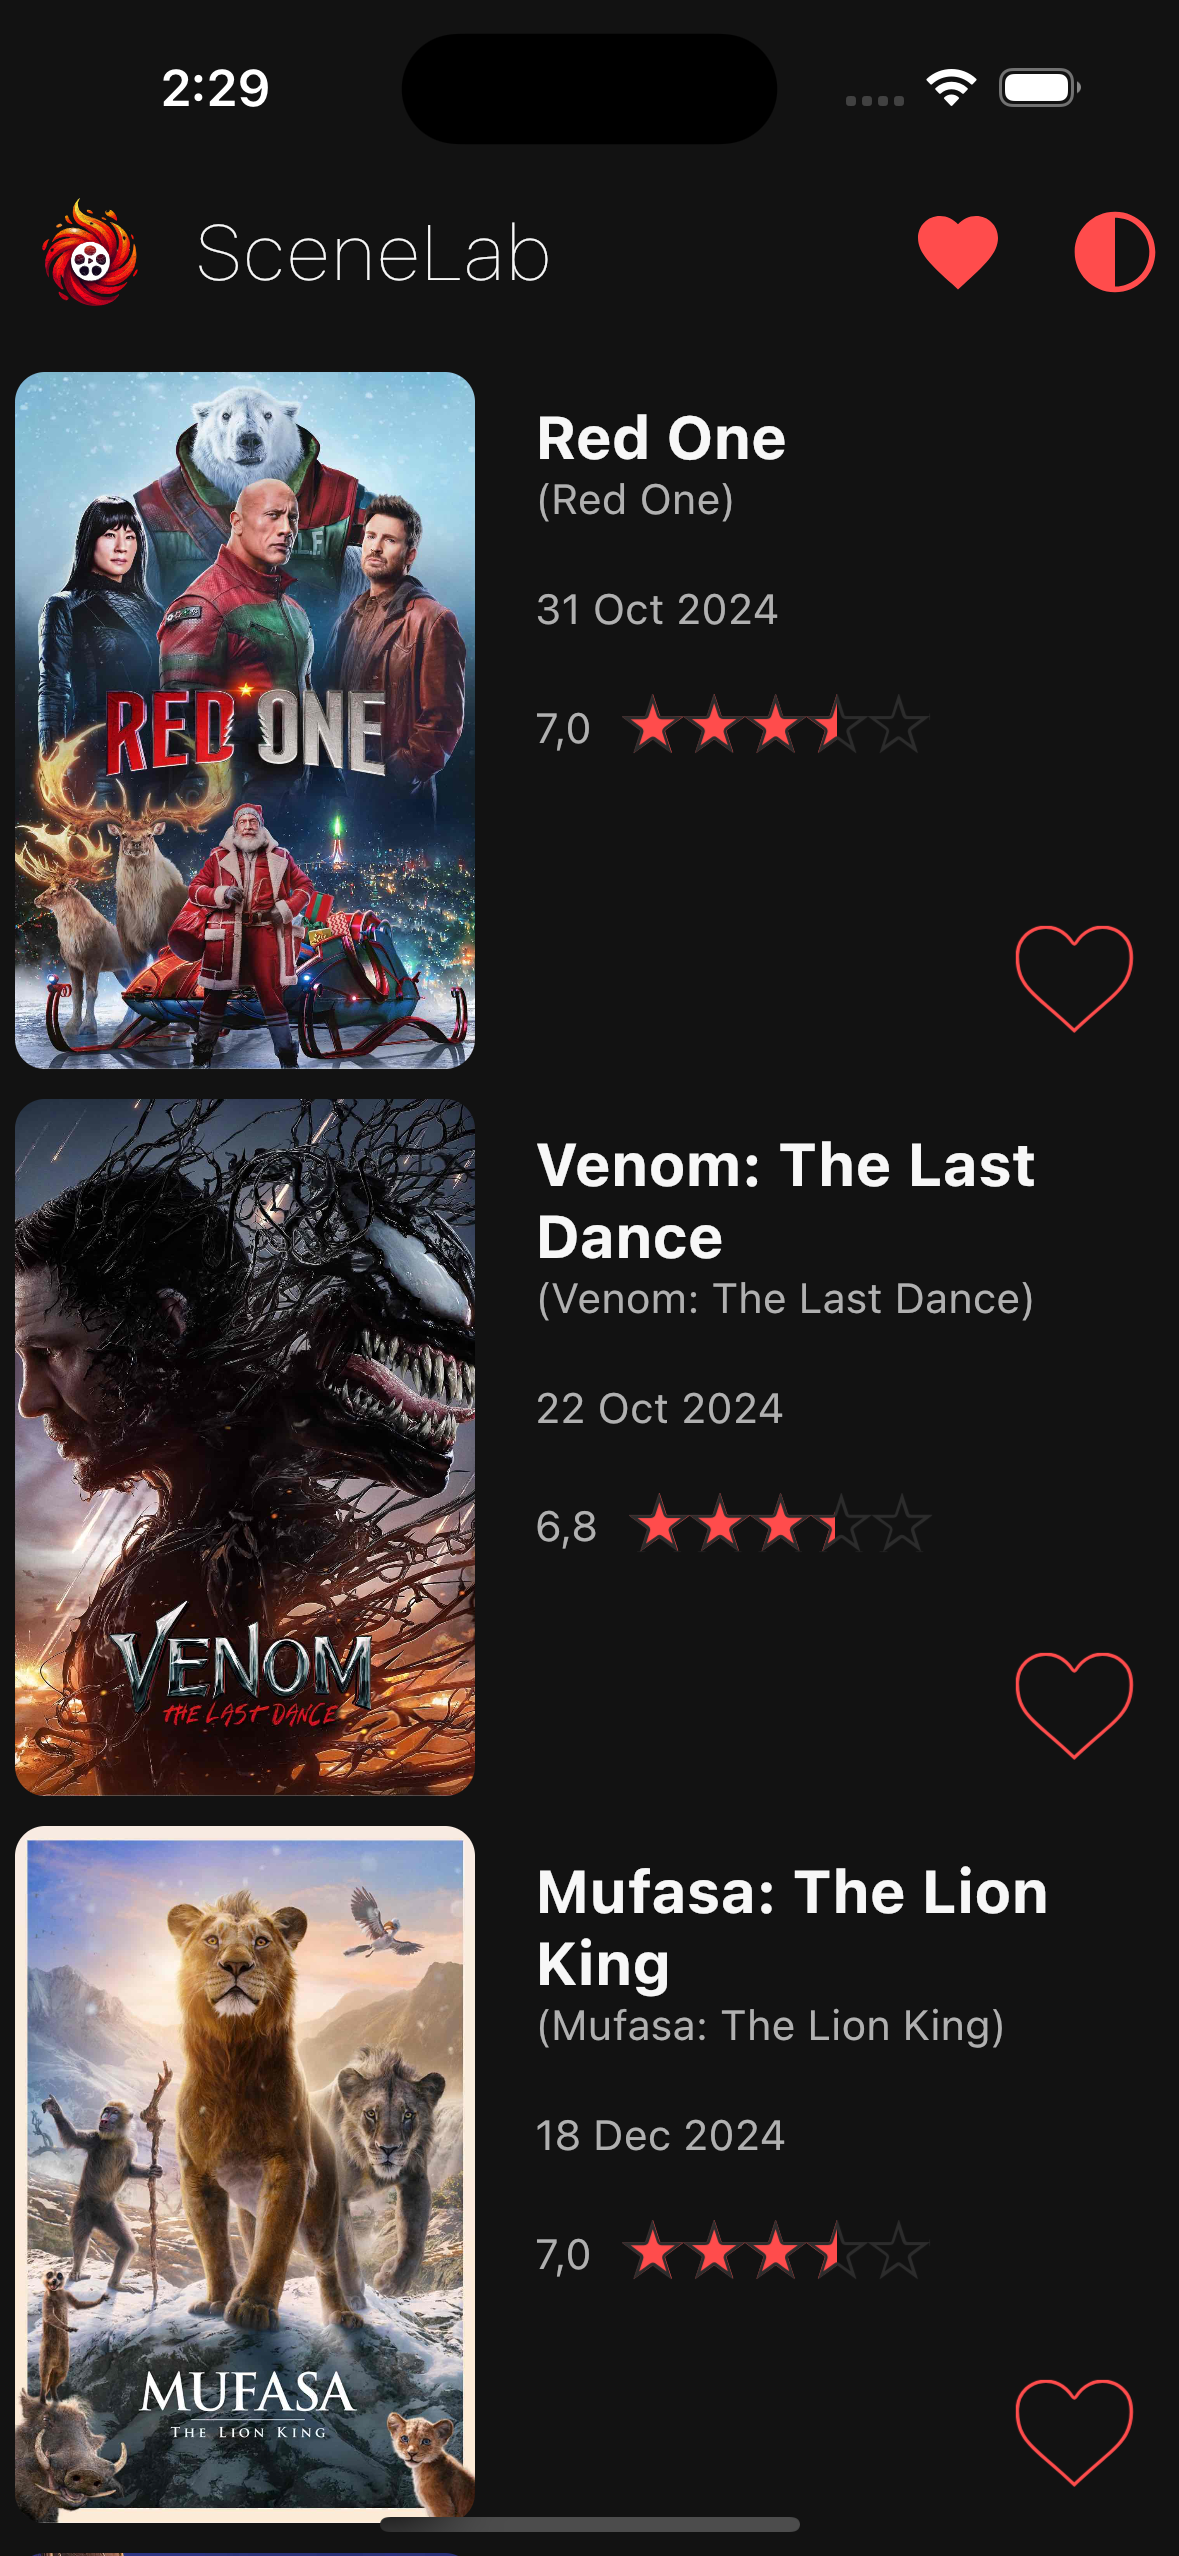 2:29
SceneLab
RED ONE
Red One
(Red One)
31 Oct 2024
7,0
VENOM
THE LAST DANCE
Venom: The Last
Dance
(Venom: The Last Dance)
22 Oct 2024
6,8
MUFASA
THE LION KING
Mufasa: The Lion
King
(Mufasa: The Lion King)
18 Dec 2024
7,0